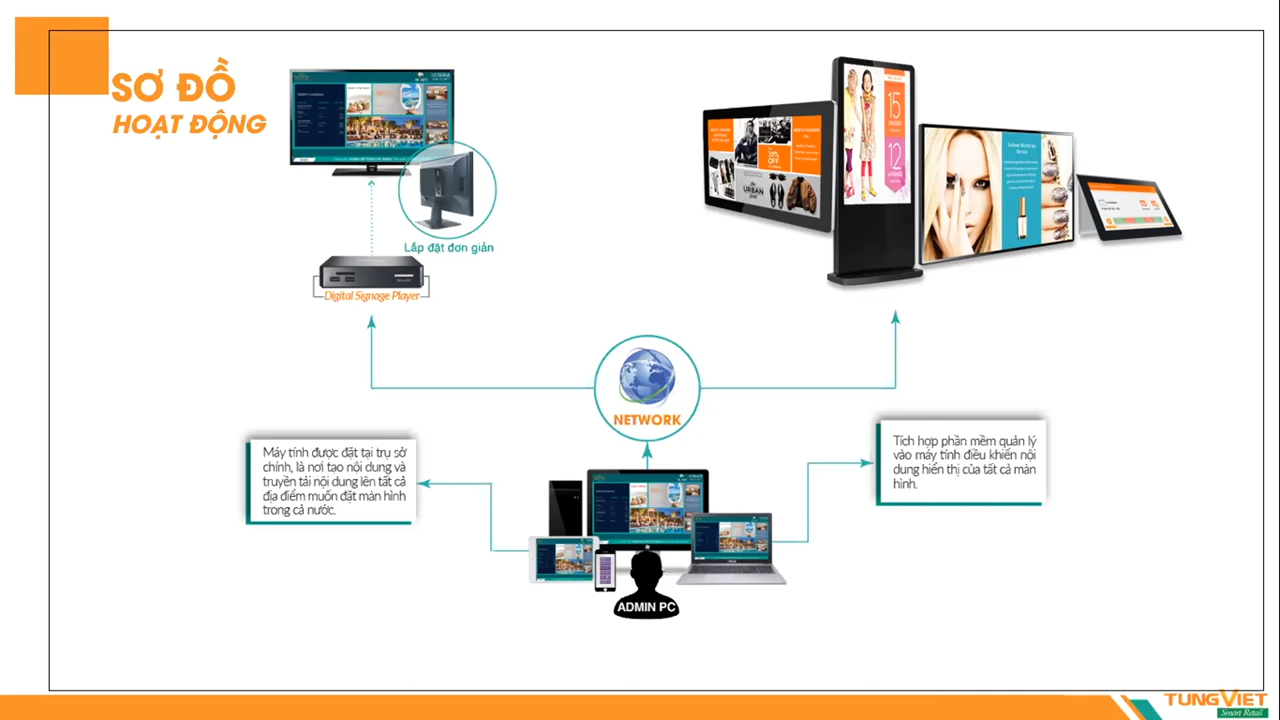 SƠ ĐỒ
HOẠT ĐỘNG
Lắp đặt đơn giản
Digital Signage Player
15
12
20%
OFF
URBAN
NETWORK
Máy tính được đặt tại trụ sở
chính, là nơi tạo nội dung và
truyền tải nội dung lên tất cả
địa điểm muốn đặt màn hình
trong cả nước.
Tích hợp phần mềm quản lý
vào máy tính điều khiển nội
dung hiển thị của tất cả màn
hình.
ADMIN PC
TUNGVIET
Smart Retail